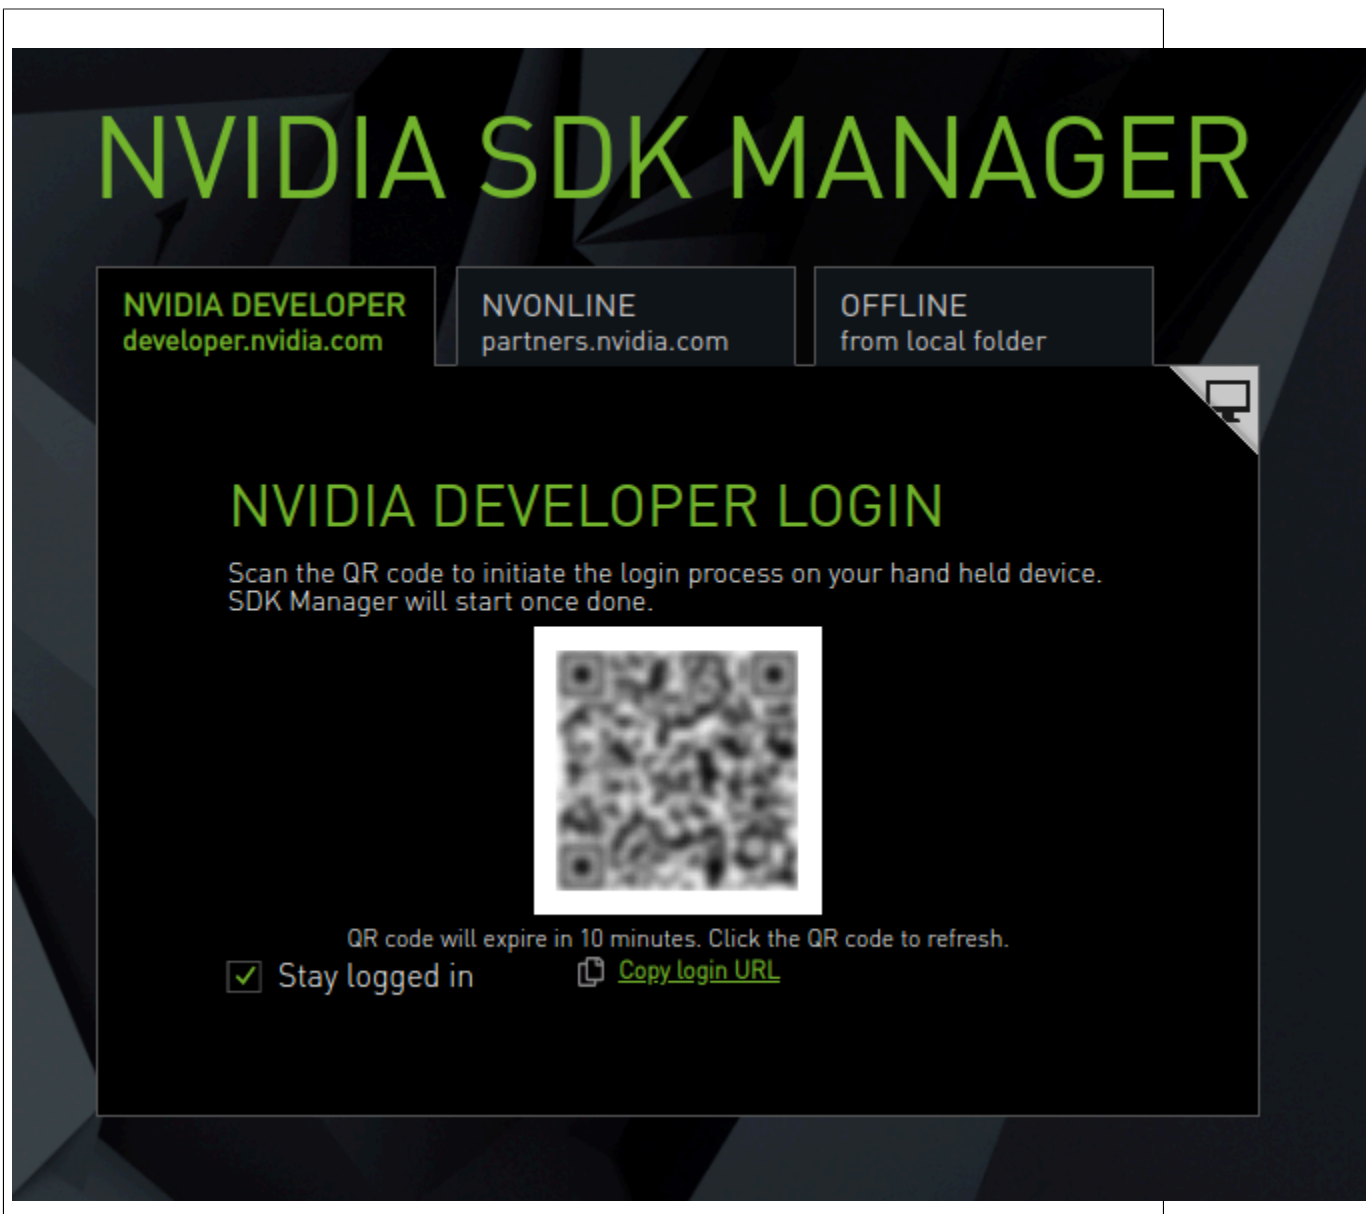 NVIDIA SDK MANAGER
NVIDIA DEVELOPER
developer.nvidia.com
NVONLINE
partners.nvidia.com
OFFLINE
from local folder
NVIDIA DEVELOPER LOGIN
Scan the QR code to initiate the login process on your hand held device.
SDK Manager will start once done.
QR code will expire in 10 minutes. Click the QR code to refresh.
Stay logged in
Copy login URL